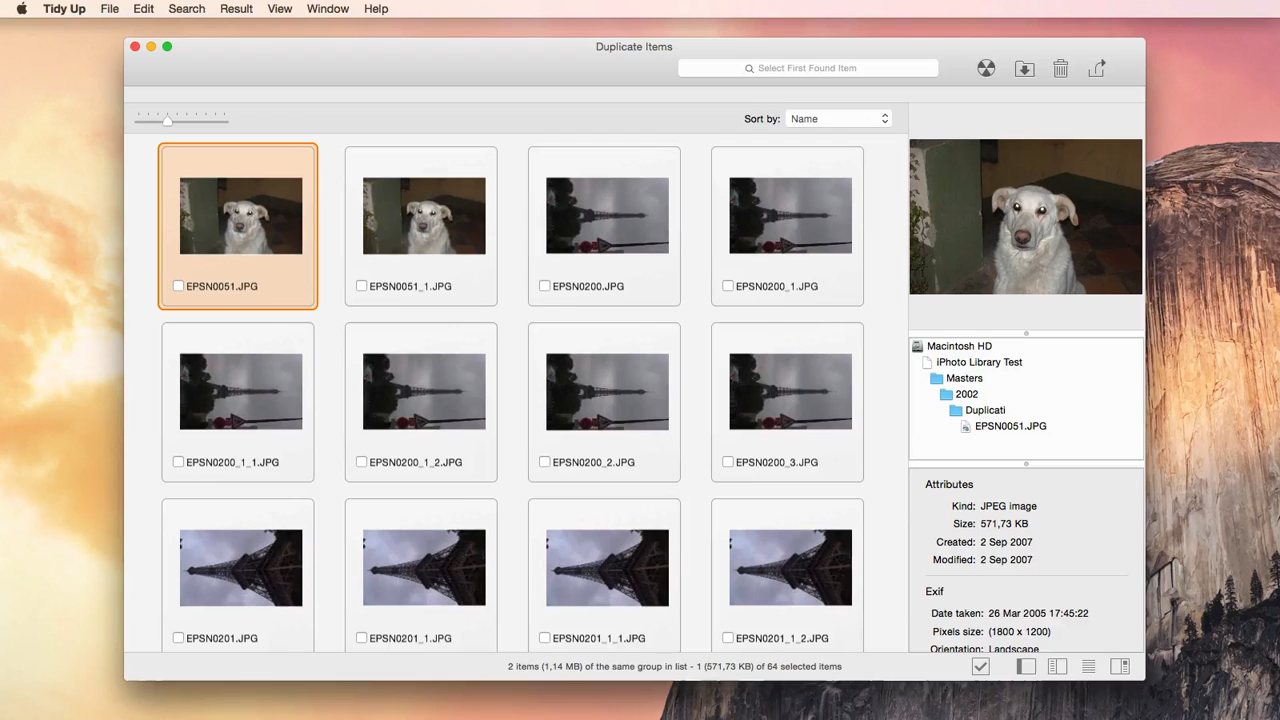 Tidy Up File Edit Search Result View Window Help
Duplicate Items
Select First Found Item
Sort by: Name
EPSN0051.JPG EPSN0051_1.JPG EPSN0200.JPG EPSN0200_1.JPG
EPSN0200_1_1.JPG EPSN0200_1_2.JPG EPSN0200_2.JPG EPSN0200_3.JPG
EPSN0201.JPG EPSN0201_1.JPG EPSN0201_1_1.JPG EPSN0201_1_2.JPG
Macintosh HD
iPhoto Library Test
Masters
2002
Duplicati
EPSN0051.JPG
Attributes
Kind: JPEG image
Size: 571,73 KB
Created: 2 Sep 2007
Modified: 2 Sep 2007
Exif
Date taken: 26 Mar 2005 17:45:22
Pixels size: (1800 x 1200)
Orientation: Landscape
2 items (1,14 MB) of the same group in list - 1 (571,73 KB) of 64 selected items